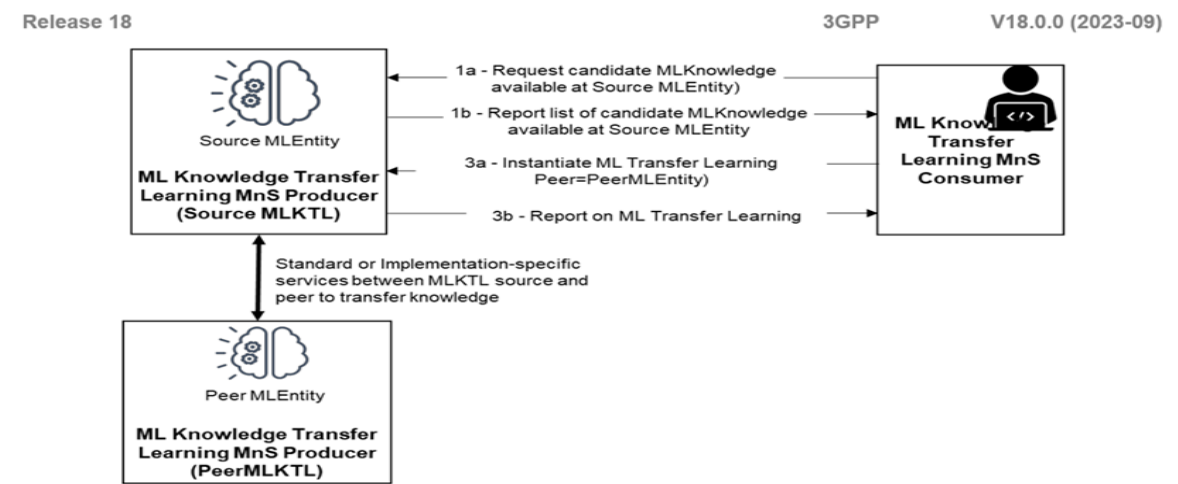 Release 18 3GPP V18.0.0 (2023-09)
1a - Request candidate MLKnowledge
available at Source MLEntity)
1b - Report list of candidate MLKnowledge
available at Source MLEntity
3a - Instantiate ML Transfer Learning
Peer=PeerMLEntity)
3b - Report on ML Transfer Learning
Source MLEntity
ML Knowledge Transfer
Learning MnS Producer
(Source MLKTL)
</>
ML Know
Transfer
Learning MnS
Consumer
Standard or Implementation-specific
services between MLKTL source and
peer to transfer knowledge
Peer MLEntity
ML Knowledge Transfer
Learning MnS Producer
(PeerMLKTL)